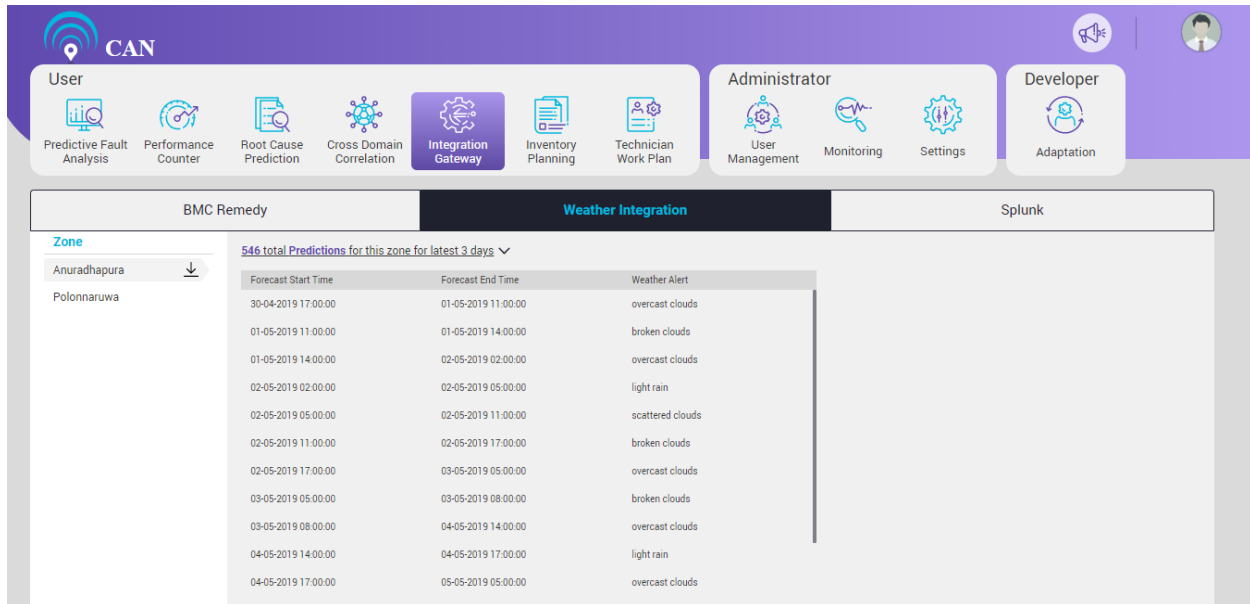 CAN
User
Administrator
Developer
Predictive Fault Analysis
Performance Counter
Root Cause Prediction
Cross Domain Correlation
Integration Gateway
Inventory Planning
Technician Work Plan
User Management
Monitoring
Settings
Adaptation
BMC Remedy
Weather Integration
Splunk
Zone
Anuradhapura
Polonnaruwa
546 total Predictions for this zone for latest 3 days
Forecast Start Time Forecast End Time Weather Alert
30-04-2019 17:00:00 01-05-2019 11:00:00 overcast clouds
01-05-2019 11:00:00 01-05-2019 14:00:00 broken clouds
01-05-2019 14:00:00 02-05-2019 02:00:00 overcast clouds
02-05-2019 02:00:00 02-05-2019 05:00:00 light rain
02-05-2019 05:00:00 02-05-2019 11:00:00 scattered clouds
02-05-2019 11:00:00 02-05-2019 17:00:00 broken clouds
02-05-2019 17:00:00 03-05-2019 05:00:00 overcast clouds
03-05-2019 05:00:00 03-05-2019 08:00:00 broken clouds
03-05-2019 08:00:00 04-05-2019 14:00:00 overcast clouds
04-05-2019 14:00:00 04-05-2019 17:00:00 light rain
04-05-2019 17:00:00 05-05-2019 05:00:00 overcast clouds